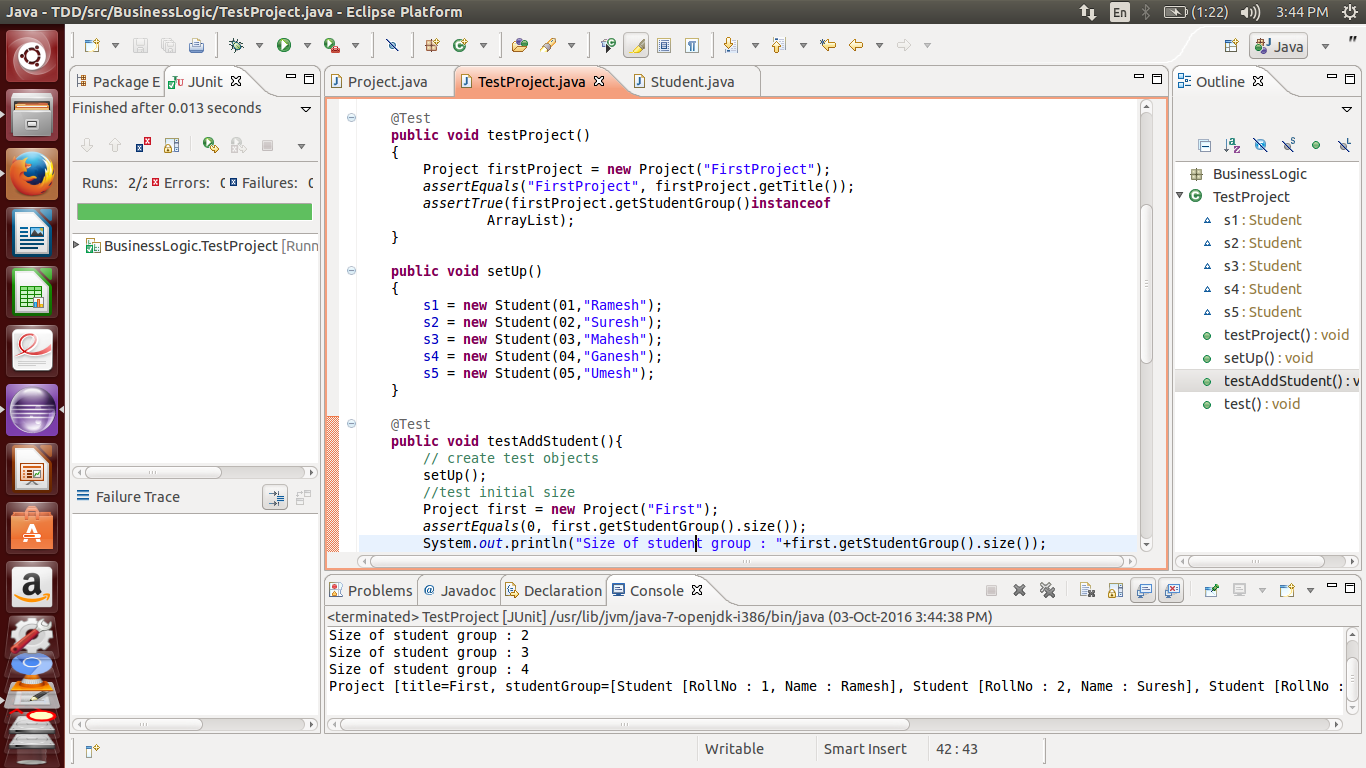 Java - TDD/src/BusinessLogic/TestProject.java - Eclipse Platform
En
(1:22)
3:44 PM
Java
Package E
JUnit
Finished after 0.013 seconds
Runs: 2/2
Errors:
Failures:
BusinessLogic.TestProject [Runn
Failure Trace
Project.java
TestProject.java
Student.java
@Test
public void testProject()
{
Project firstProject = new Project("FirstProject");
assertEquals("FirstProject", firstProject.getTitle());
assertTrue(firstProject.getStudentGroup()instanceof
ArrayList);
}
public void setUp()
{
s1 = new Student(01,"Ramesh");
s2 = new Student(02,"Suresh");
s3 = new Student(03,"Mahesh");
s4 = new Student(04,"Ganesh");
s5 = new Student(05,"Umesh");
}
@Test
public void testAddStudent(){
// create test objects
setUp();
//test initial size
Project first = new Project("First");
assertEquals(0, first.getStudentGroup().size());
System.out.println("Size of student group : "+first.getStudentGroup().size());
Outline
BusinessLogic
TestProject
s1 : Student
s2 : Student
s3 : Student
s4 : Student
s5 : Student
testProject() : void
setUp() : void
testAddStudent() : v
test() : void
Problems
@ Javadoc
Declaration
Console
<terminated> TestProject [JUnit] /usr/lib/jvm/java-7-openjdk-i386/bin/java (03-Oct-2016 3:44:38 PM)
Size of student group : 2
Size of student group : 3
Size of student group : 4
Project [title=First, studentGroup=[Student [RollNo : 1, Name : Ramesh], Student [RollNo : 2, Name : Suresh], Student [RollNo :
Writable
Smart Insert
42 : 43